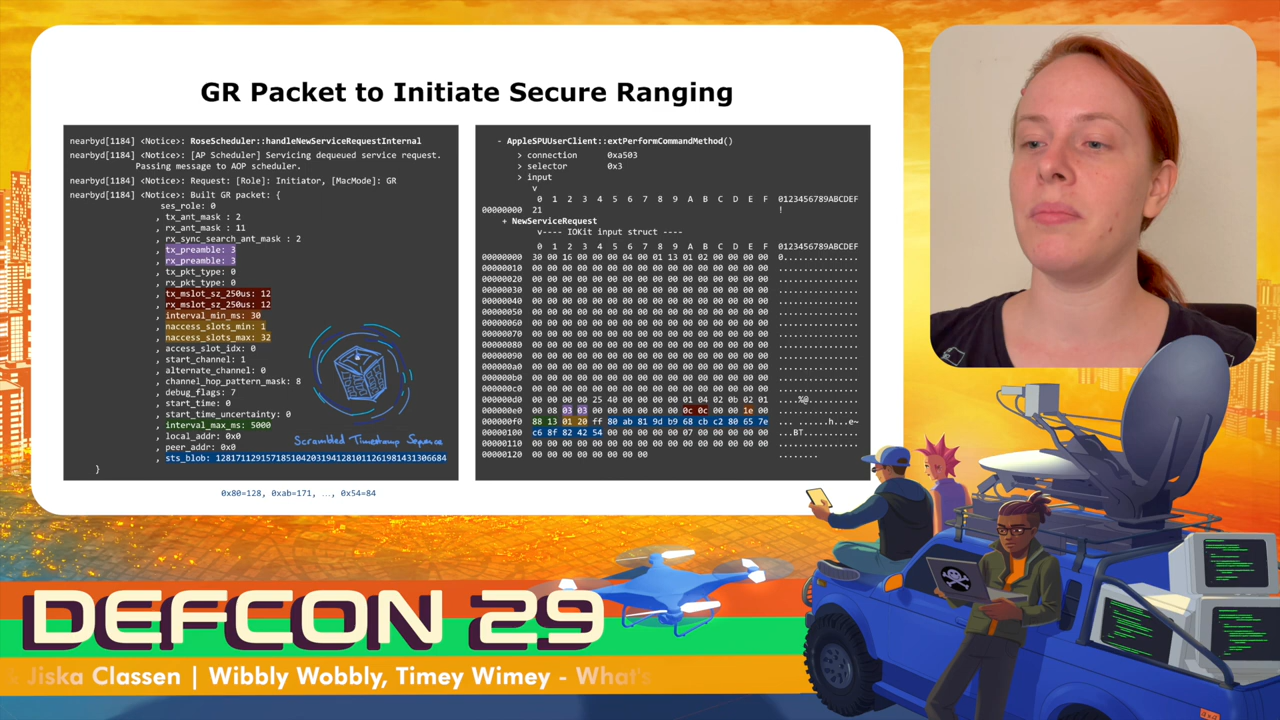 GR Packet to Initiate Secure Ranging
nearbyd[1184] <Notice>: RoseScheduler::handleNewServiceRequestInternal
nearbyd[1184] <Notice>: [AP Scheduler] Servicing dequeued service request.
Passing message to AOP scheduler.
nearbyd[1184] <Notice>: Request: [Role]: Initiator, [MacMode]: GR
nearbyd[1184] <Notice>: Built GR packet: {
ses_role: 0
, tx_ant_mask : 2
, rx_ant_mask : 11
, rx_sync_search_ant_mask : 2
, tx_preamble: 3
, rx_preamble: 3
, tx_pkt_type: 0
, rx_pkt_type: 0
, tx_mslot_sz_250us: 12
, rx_mslot_sz_250us: 12
, interval_min_ms: 30
, naccess_slots_min: 1
, naccess_slots_max: 32
, access_slot_idx: 0
, start_channel: 1
, alternate_channel: 0
, channel_hop_pattern_mask: 8
, debug_flags: 7
, start_time: 0
, start_time_uncertainty: 0
, interval_max_ms: 5000
, local_addr: 0x0
, peer_addr: 0x0
, sts_blob: 12817112915718510420319412810112619814313066​84
}
Scrambled Timestamp Sequence
0x80=128, 0xab=171, …, 0x54=84
- AppleSPUUserClient::extPerformCommandMethod()
> connection 0xa503
> selector 0x3
> input
v
0 1 2 3 4 5 6 7 8 9 A B C D E F 0123456789ABCDEF
00000000 21 !
+ NewServiceRequest
v---- IOKit input struct ----
0 1 2 3 4 5 6 7 8 9 A B C D E F 0123456789ABCDEF
00000000 30 00 16 00 00 00 04 00 01 13 01 02 00 00 00 00 0...............
00000010 00 00 00 00 00 00 00 00 00 00 00 00 00 00 00 00 ................
00000020 00 00 00 00 00 00 00 00 00 00 00 00 00 00 00 00 ................
00000030 00 00 00 00 00 00 00 00 00 00 00 00 00 00 00 00 ................
00000040 00 00 00 00 00 00 00 00 00 00 00 00 00 00 00 00 ................
00000050 00 00 00 00 00 00 00 00 00 00 00 00 00 00 00 00 ................
00000060 00 00 00 00 00 00 00 00 00 00 00 00 00 00 00 00 ................
00000070 00 00 00 00 00 00 00 00 00 00 00 00 00 00 00 00 ................
00000080 00 00 00 00 00 00 00 00 00 00 00 00 00 00 00 00 ................
00000090 00 00 00 00 00 00 00 00 00 00 00 00 00 00 00 00 ................
000000a0 00 00 00 00 00 00 00 00 00 00 00 00 00 00 00 00 ................
000000b0 00 00 00 00 00 00 00 00 00 00 00 00 00 00 00 00 ................
000000c0 00 00 00 00 00 00 00 00 00 00 00 00 00 00 00 00 ................
000000d0 00 00 00 00 25 40 00 00 00 00 01 04 02 0b 02 01 ....%@..........
000000e0 00 08 03 03 00 00 00 00 00 00 0c 0c 00 00 1e 00 ................
000000f0 88 13 01 20 ff 80 ab 81 9d b9 68 cb c2 80 65 7e ... ......h...e~
00000100 c6 8f 82 42 54 00 00 00 00 07 00 00 00 00 00 00 ...BT...........
00000110 00 00 00 00 00 00 00 00 00 00 00 00 00 00 00 00 ................
00000120 00 00 00 00 00 00 00 00 ........
DEFCON 29
& Jiska Classen | Wibbly Wobbly, Timey Wimey - What's